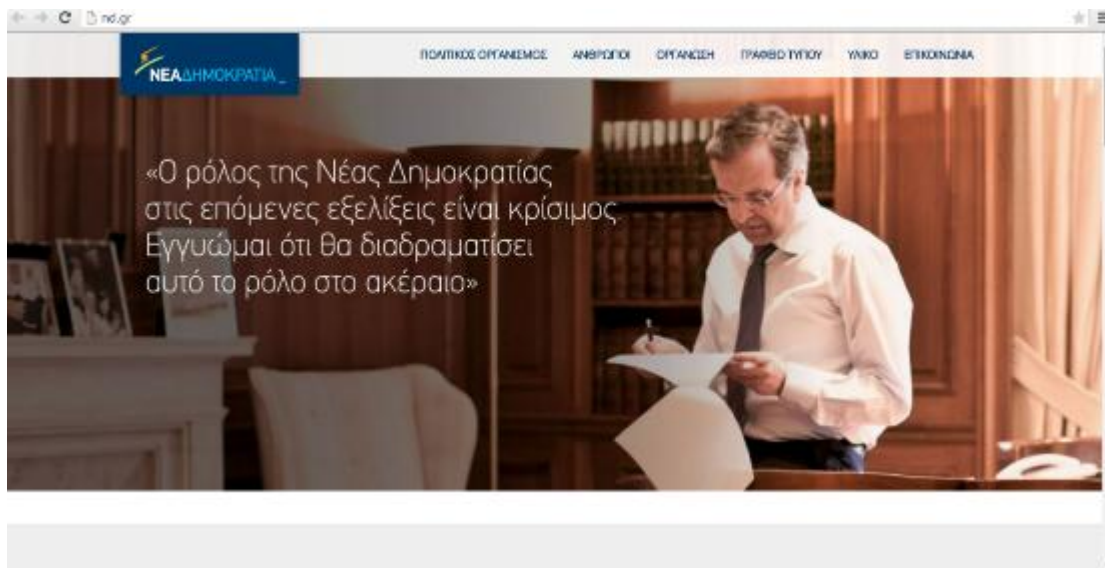 nd.gr
ΝΕΑΔΗΜΟΚΡΑΤΙΑ_
ΠΟΛΙΤΙΚΟΣ ΟΡΓΑΝΙΣΜΟΣ ΑΝΘΡΩΠΟΙ ΟΡΓΑΝΩΣΗ ΓΡΑΦΕΙΟ ΤΥΠΟΥ ΥΛΙΚΟ ΕΠΙΚΟΙΝΩΝΙΑ
«Ο ρόλος της Νέας Δημοκρατίας
στις επόμενες εξελίξεις είναι κρίσιμος.
Εγγυώμαι ότι θα διαδραματίσει
αυτό το ρόλο στο ακέραιο»